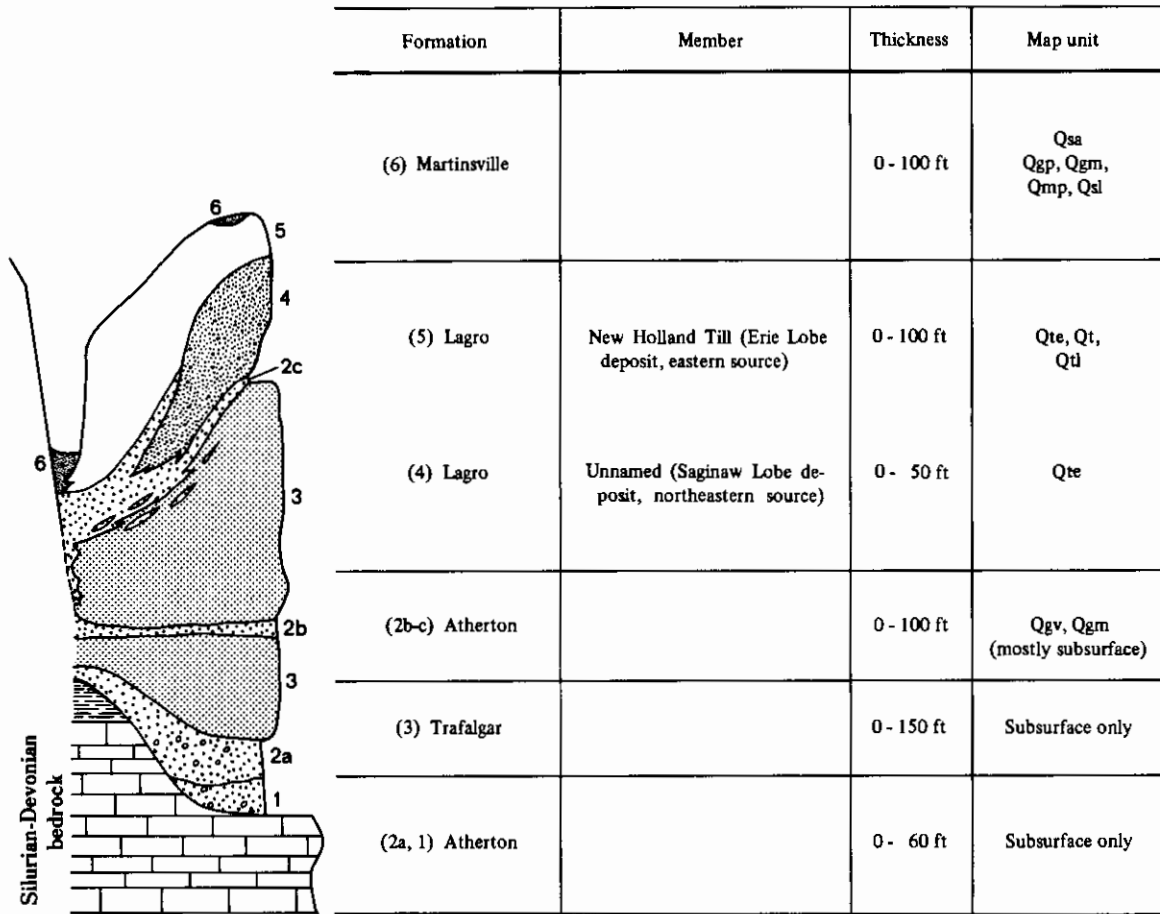 Formation Member Thickness Map unit
(6) Martinsville 0 - 100 ft Qsa
Qgp, Qgm,
Qmp, Qsl
(5) Lagro New Holland Till (Erie Lobe 0 - 100 ft Qte, Qt,
deposit, eastern source) Qtl
(4) Lagro Unnamed (Saginaw Lobe de- 0 - 50 ft Qte
posit, northeastern source)
(2b-c) Atherton 0 - 100 ft Qgv, Qgm
(mostly subsurface)
(3) Trafalgar 0 - 150 ft Subsurface only
(2a, 1) Atherton 0 - 60 ft Subsurface only
6
5
4
2c
6
3
2b
3
2a
1
Silurian-Devonian
bedrock